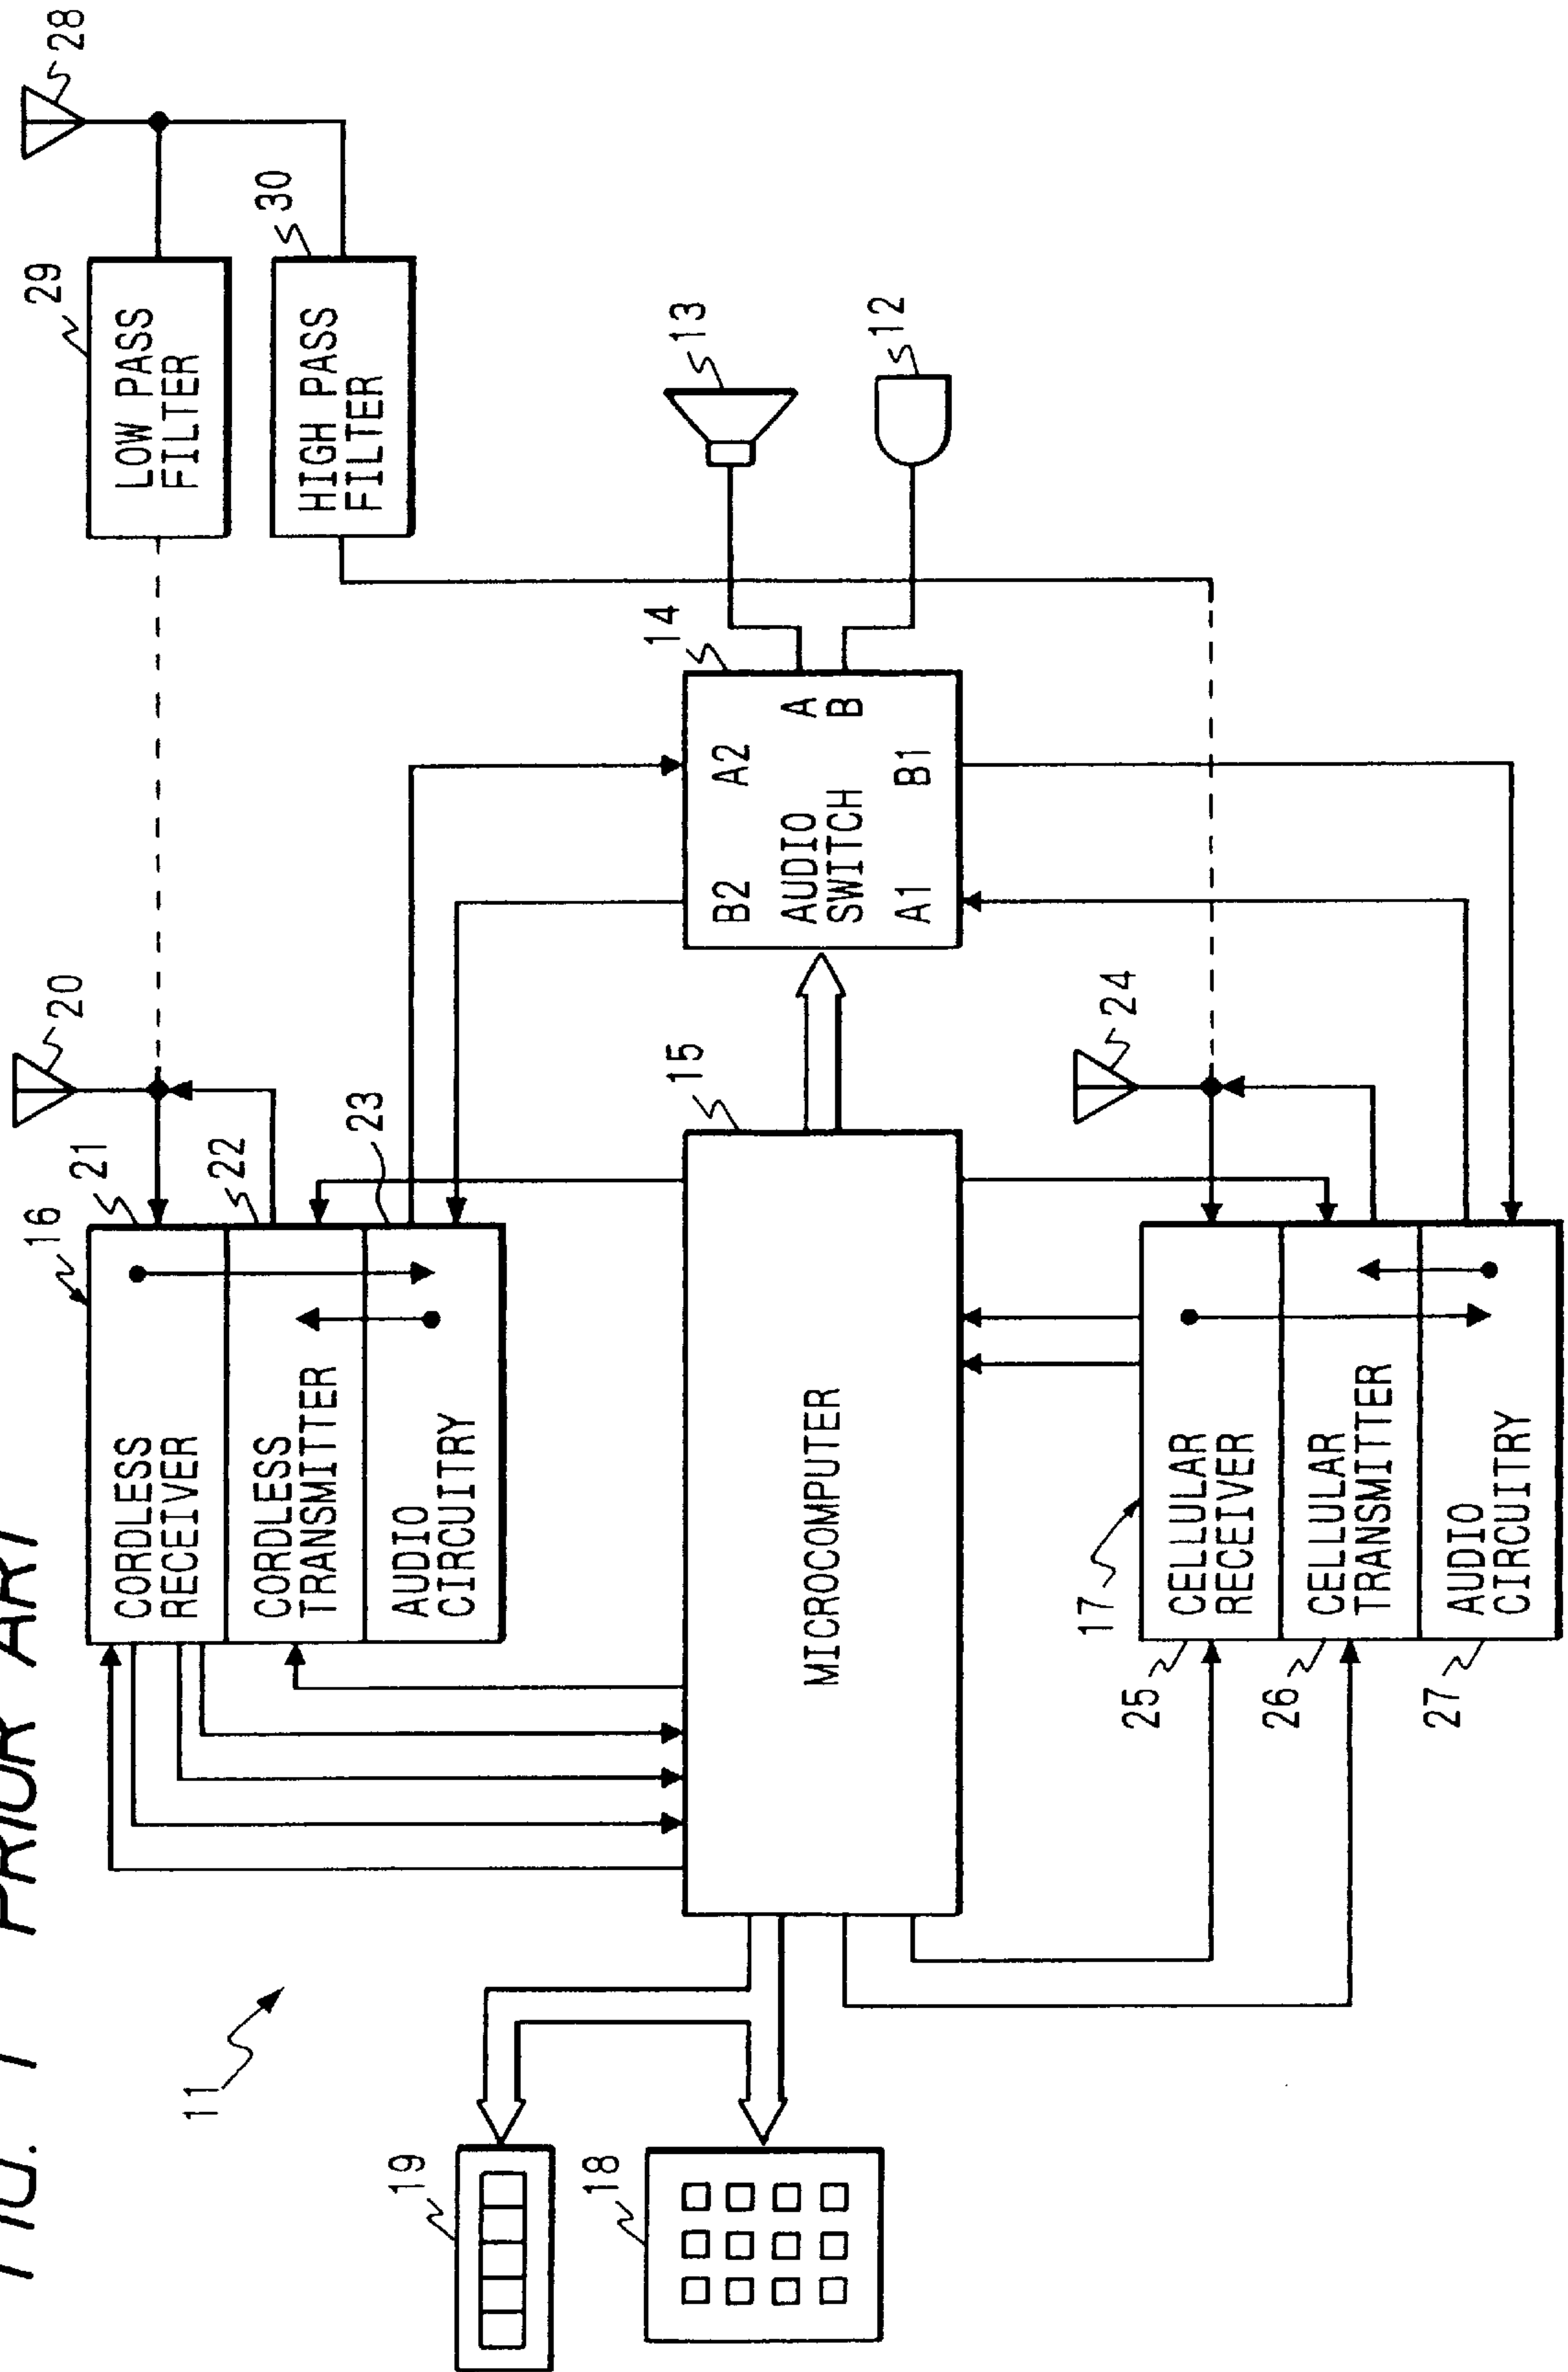 FIG. 1 PRIOR ART
11
16
21
CORDLESS
RECEIVER
22
CORDLESS
TRANSMITTER
23
AUDIO
CIRCUITRY
20
29
LOW PASS
FILTER
28
30
HIGH PASS
FILTER
19
18
15
MICROCOMPUTER
14
B2
A2
AUDIO
SWITCH
A
B
A1
B1
13
12
17
25
CELLULAR
RECEIVER
26
CELLULAR
TRANSMITTER
27
AUDIO
CIRCUITRY
24